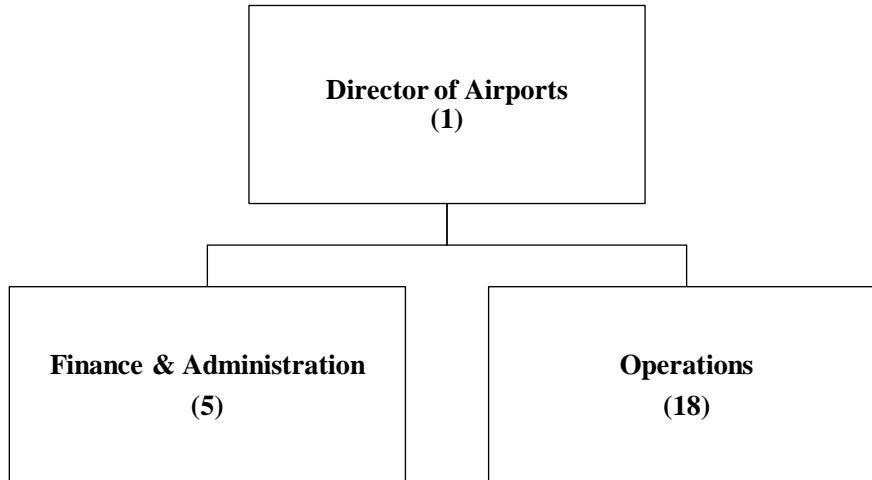 Director of Airports
(1)
Finance & Administration
(5)
Operations
(18)